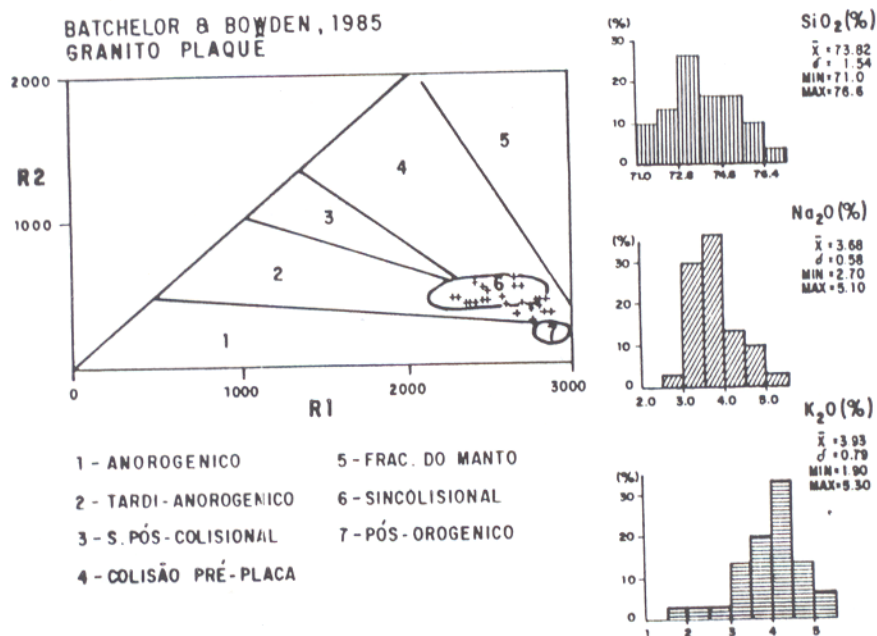 BATCHELOR & BOWDEN, 1985
GRANITO PLAQUÊ
2000
R2
1000
1
2
3
4
5
6
7
0
1000
2000
3000
R1
1 - ANOROGENICO
2 - TARDI-ANOROGENICO
3 - S.PÓS-COLISIONAL
4 - COLISÃO PRÉ-PLACA
5 - FRAC. DO MANTO
6 - SINCOLISIONAL
7 - PÓS-OROGENICO
SiO₂(%)
x̄ = 73.82
σ = 1.54
MIN = 71.0
MAX = 76.6
(%)
30
20
10
0
71.0 72.8 74.8 76.4
Na₂O(%)
x̄ = 3.68
σ = 0.58
MIN = 2.70
MAX = 5.10
(%)
30
20
10
0
2.0 3.0 4.0 5.0
K₂O(%)
x̄ = 3.93
σ = 0.79
MIN = 1.90
MAX = 5.30
(%)
30
20
10
0
1 2 3 4 5